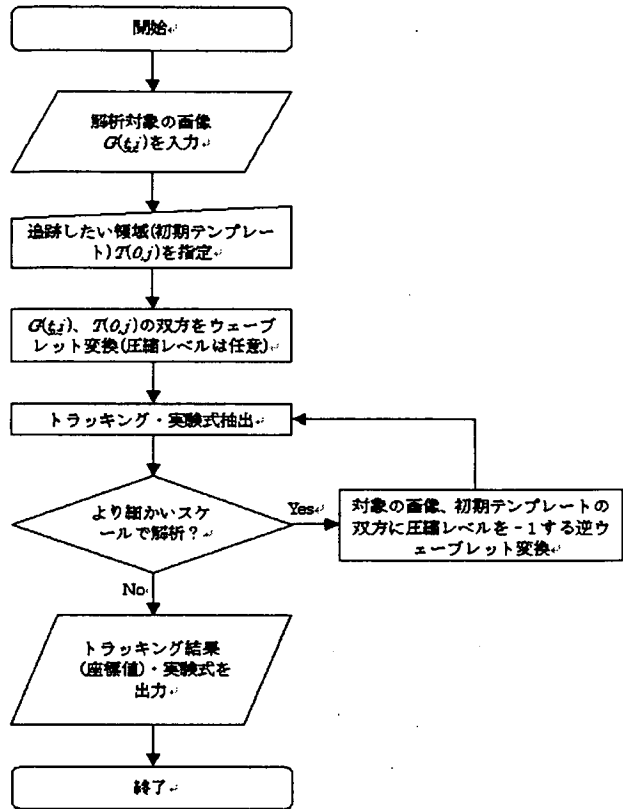 開始
解析対象の画像
G(t,j)を入力
追跡したい領域(初期テンプレー
ト)T(0,j)を指定
G(t,j)、T(0,j)の双方をウェーブ
レット変換(圧縮レベルは任意)
トラッキング・実験式抽出
より細かいスケ
ールで解析?
Yes
対象の画像、初期テンプレートの
双方に圧縮レベルを-1する逆ウ
ェーブレット変換
No
トラッキング結果
(座標値)・実験式を
出力
終了